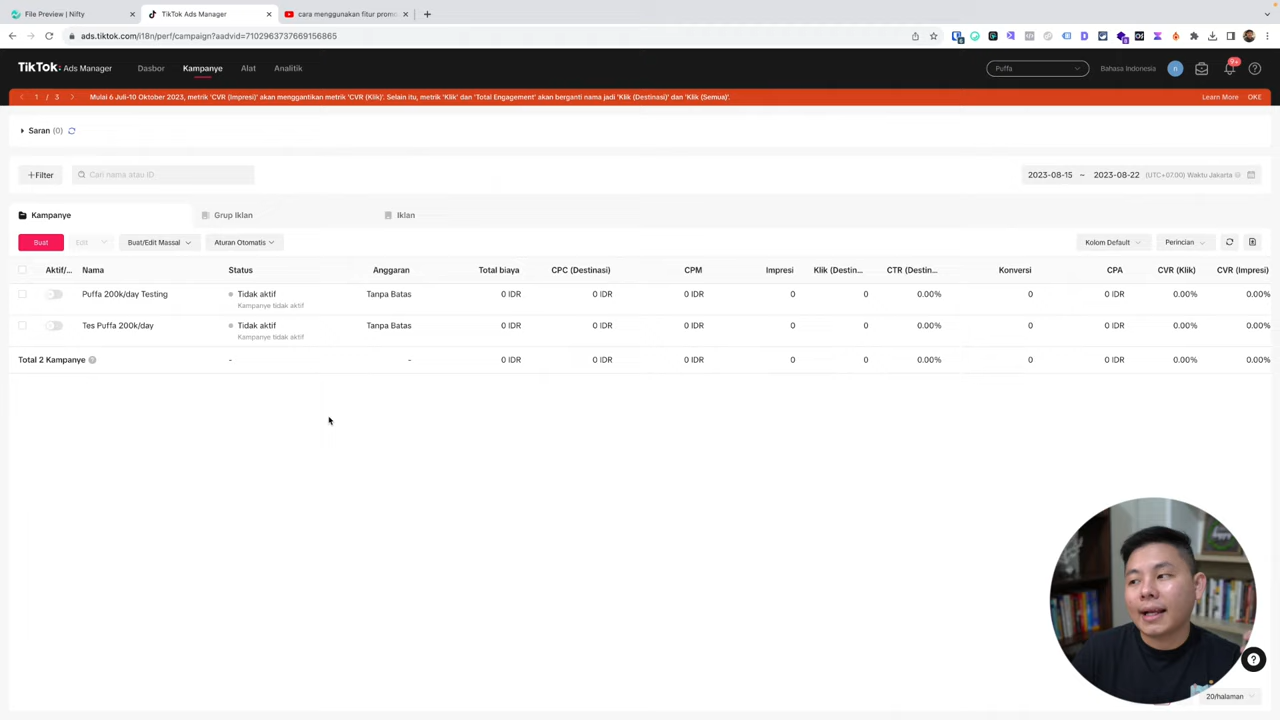 File Preview | Nifty
TikTok Ads Manager
cara menggunakan fitur prom
ads.tiktok.com/i18n/perf/campaign?aadvid=7102963737669156865
TikTok: Ads Manager
Dasbor
Kampanye
Alat
Analitik
Puffa
Bahasa Indonesia
n
9+
1 / 3
Mulai 6 Juli-10 Oktober 2023, metrik 'CVR (Impresi)' akan menggantikan metrik 'CVR (Klik)'. Selain itu, metrik 'Klik' dan 'Total Engagement' akan berganti nama jadi 'Klik (Destinasi)' dan 'Klik (Semua)'.
Learn More
OKE
Saran (0)
+Filter
Cari nama atau ID
2023-08-15 – 2023-08-22 (UTC+07.00) Waktu Jakarta
Kampanye
Grup Iklan
Iklan
Buat
Edit
Buat/Edit Massal
Aturan Otomatis
Kolom Default
Perincian
Aktif/... Nama Status Anggaran Total biaya CPC (Destinasi) CPM Impresi Klik (Destin... CTR (Destin... Konversi CPA CVR (Klik) CVR (Impresi)
Puffa 200k/day Testing Tidak aktif Tanpa Batas 0 IDR 0 IDR 0 IDR 0 0 0.00% 0 0 IDR 0.00% 0.00%
Kampanye tidak aktif
Tes Puffa 200k/day Tidak aktif Tanpa Batas 0 IDR 0 IDR 0 IDR 0 0 0.00% 0 0 IDR 0.00% 0.00%
Kampanye tidak aktif
Total 2 Kampanye - - 0 IDR 0 IDR 0 IDR 0 0 0.00% 0 0 IDR 0.00% 0.00%
20/halaman